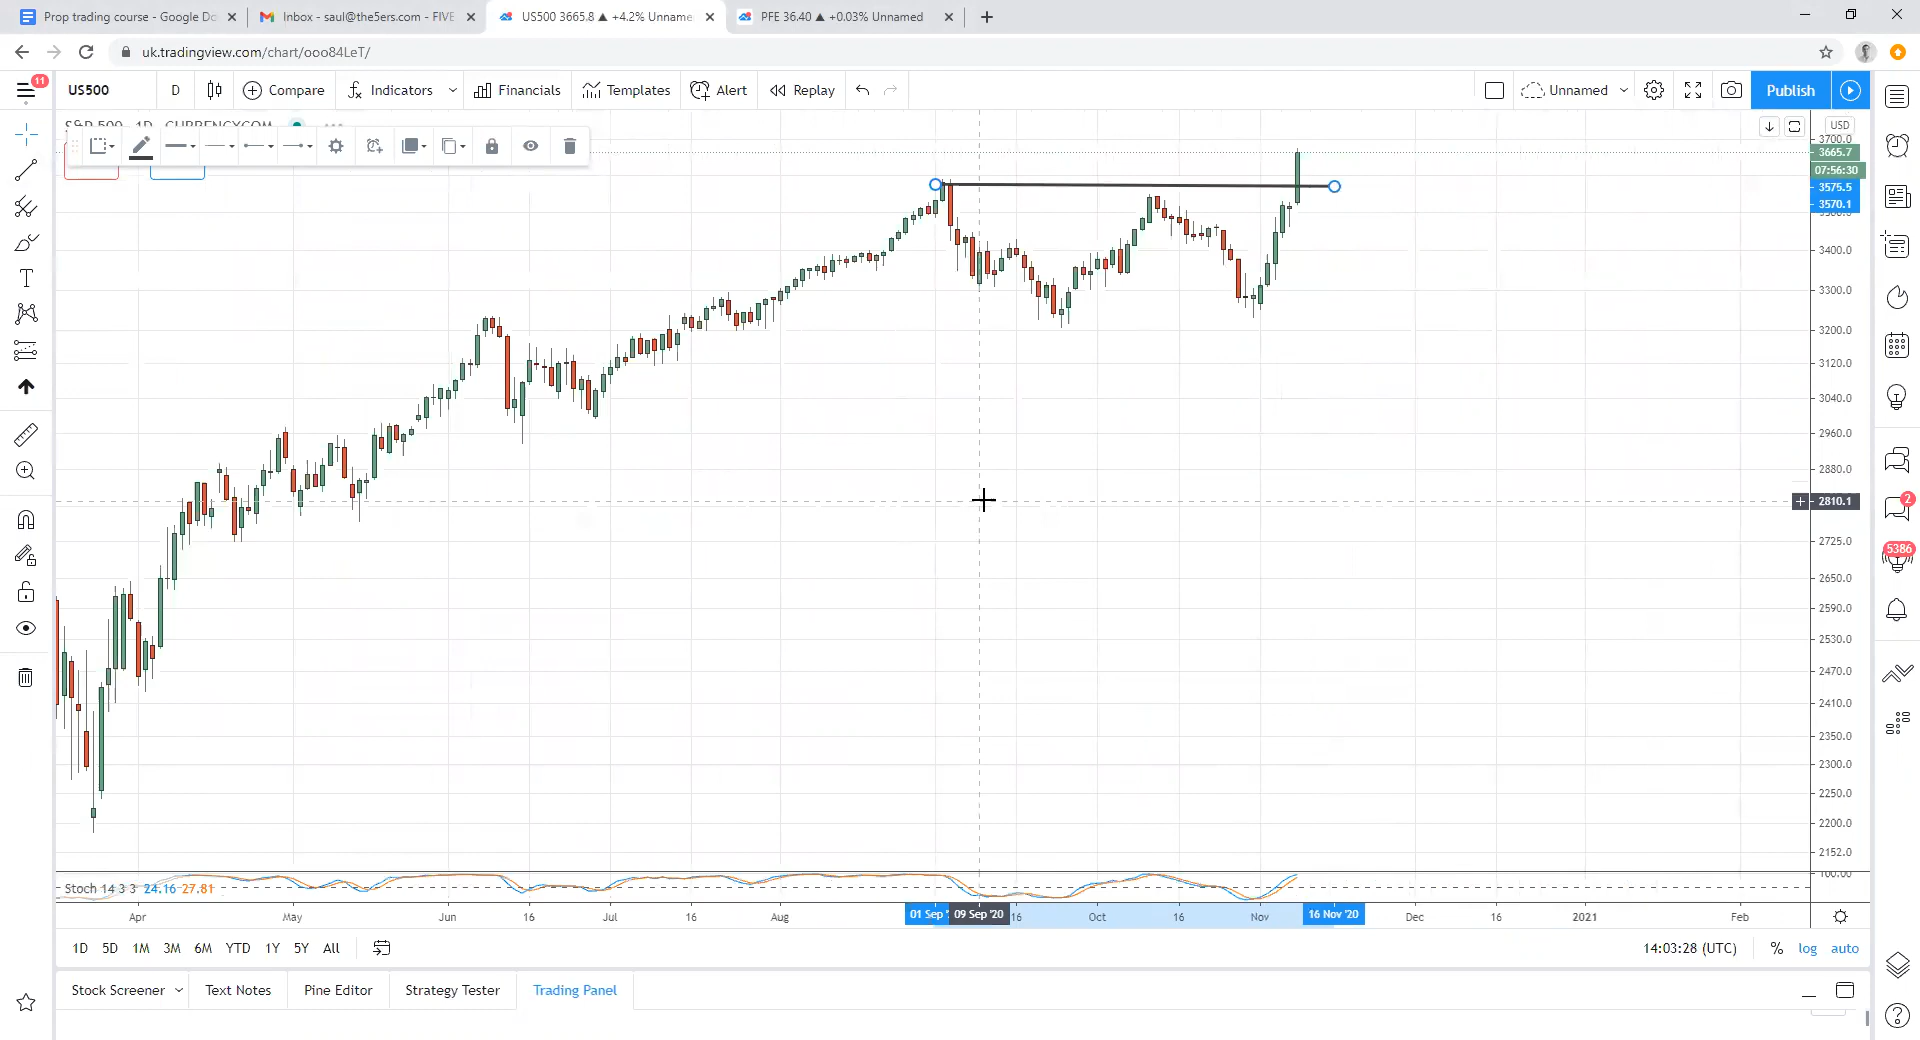 Prop trading course - Google Do
Inbox - saul@the5ers.com - FIVE
US500 3665.8 ▲ +4.2% Unname
PFE 36.40 ▲ +0.03% Unnamed
uk.tradingview.com/chart/ooo84LeT/
11
US500
D
Compare
Indicators
Financials
Templates
Alert
Replay
Unnamed
Publish
S&P 500 · 1D · CURRENCYCOM
USD
3700.0
3665.7
07:56:30
3575.5
3570.1
3500.0
3400.0
3300.0
3200.0
3120.0
3040.0
2960.0
2880.0
2810.1
2725.0
2650.0
2590.0
2530.0
2470.0
2410.0
2350.0
2300.0
2250.0
2200.0
2152.0
100.00
2
5386
Stoch 14 3 3 24.16 27.81
Apr
May
Jun
16
Jul
16
Aug
01 Sep '
09 Sep '20
16
Oct
16
Nov
16 Nov '20
Dec
16
2021
Feb
1D 5D 1M 3M 6M YTD 1Y 5Y All
14:03:28 (UTC)
%
log
auto
Stock Screener
Text Notes
Pine Editor
Strategy Tester
Trading Panel